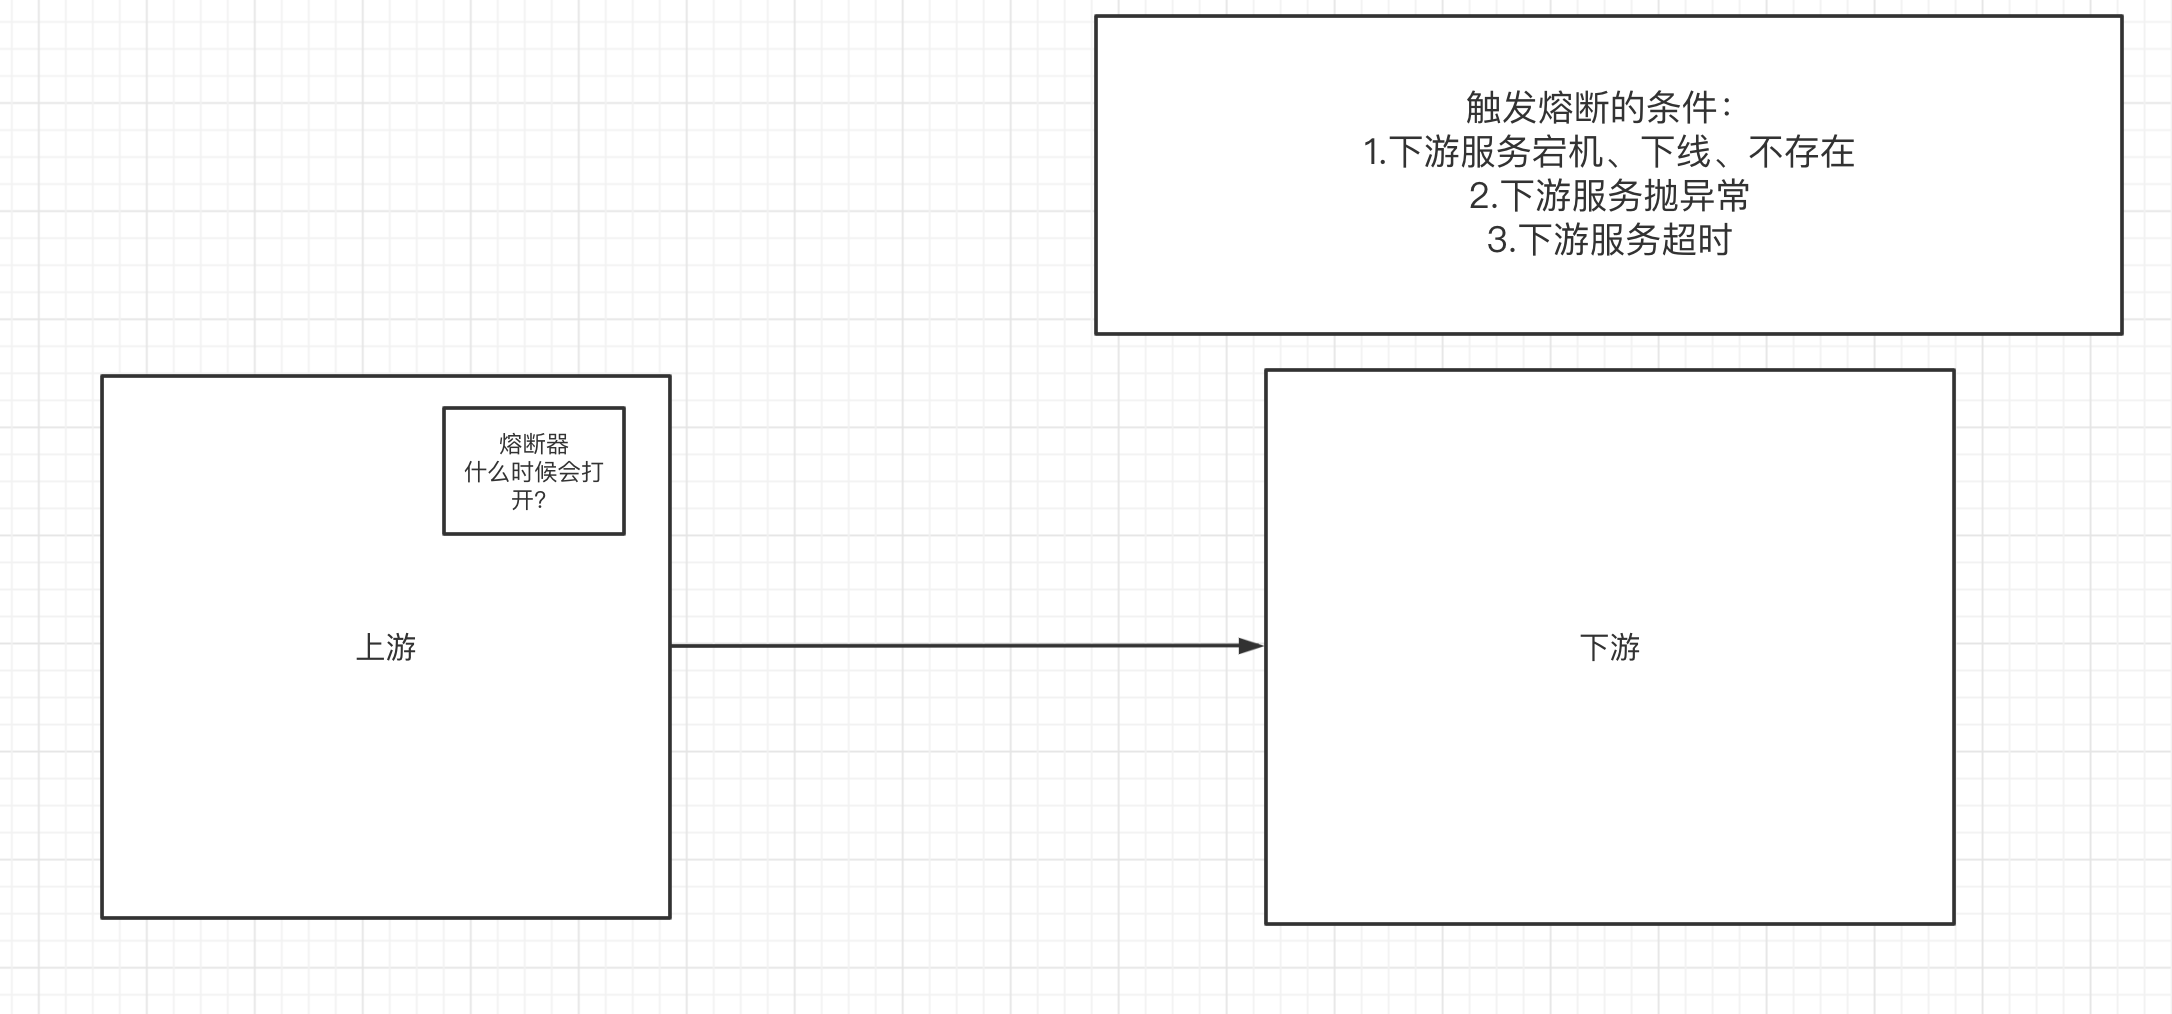 触发熔断的条件：
1.下游服务宕机、下线、不存在
2.下游服务抛异常
3.下游服务超时
熔断器
什么时候会打
开?
上游
下游